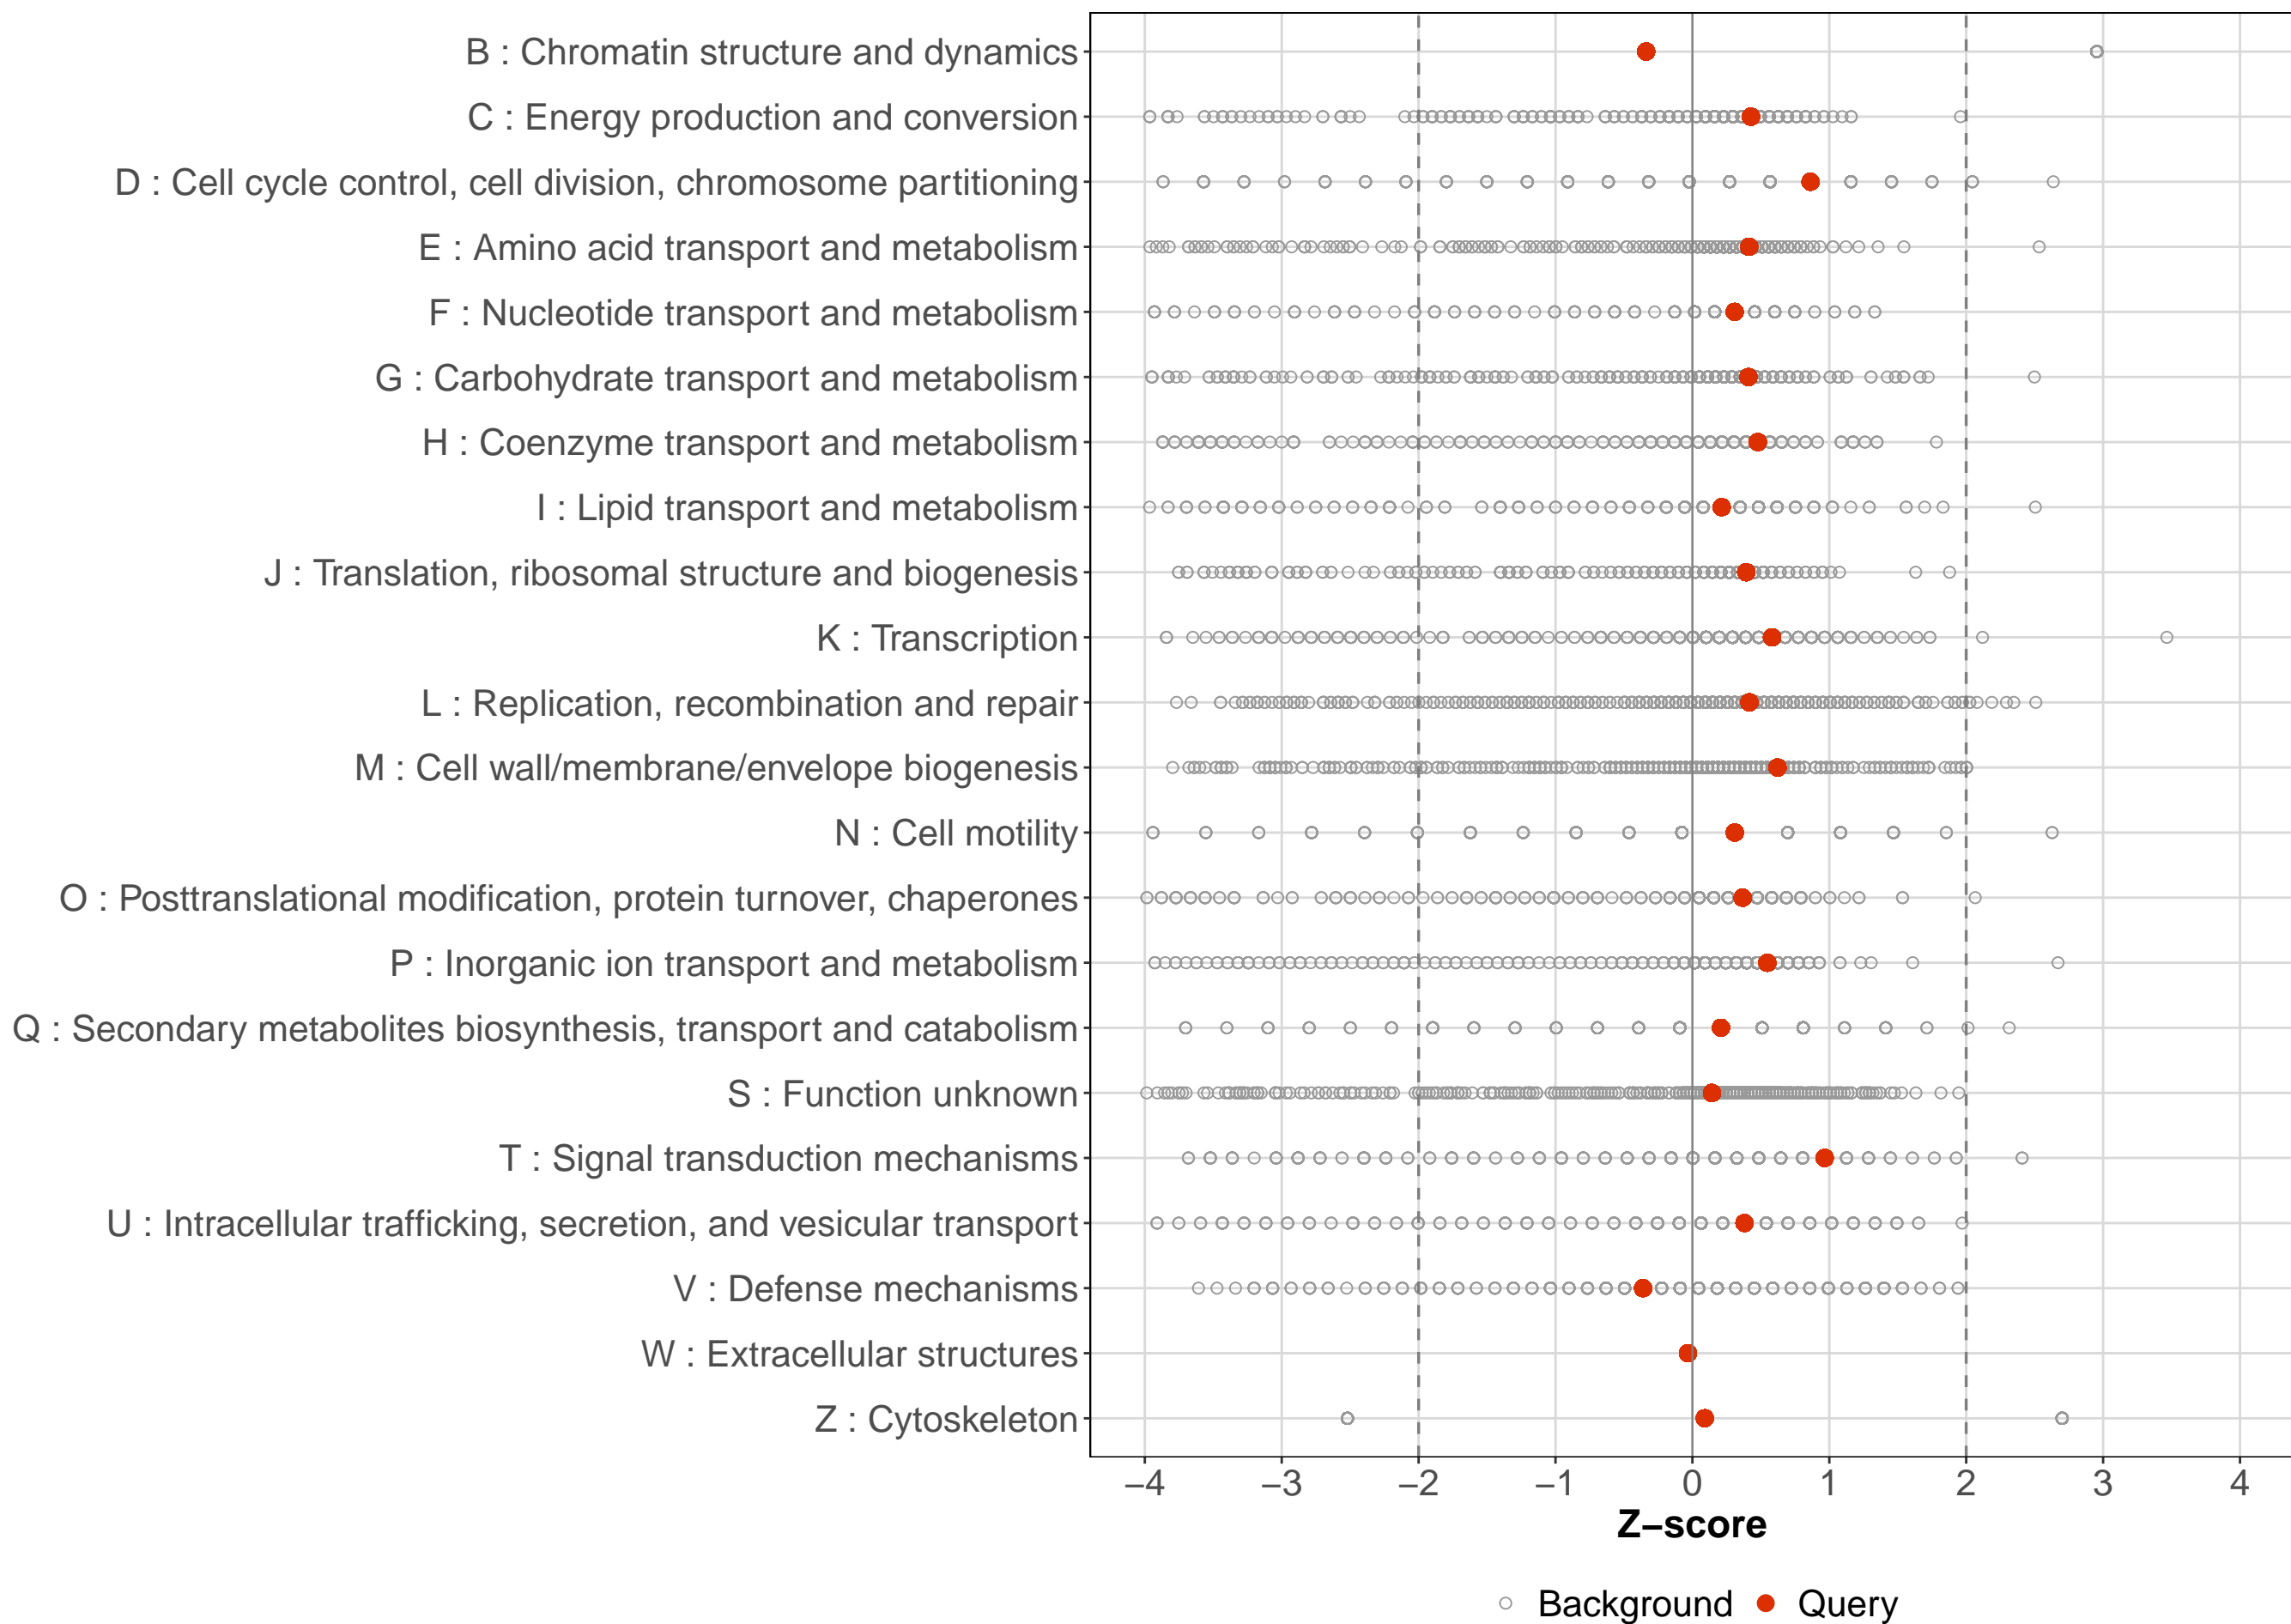 B : Chromatin structure and dynamics
C : Energy production and conversion
D : Cell cycle control, cell division, chromosome partitioning
E : Amino acid transport and metabolism
F : Nucleotide transport and metabolism
G : Carbohydrate transport and metabolism
H : Coenzyme transport and metabolism
I : Lipid transport and metabolism
J : Translation, ribosomal structure and biogenesis
K : Transcription
L : Replication, recombination and repair
M : Cell wall/membrane/envelope biogenesis
N : Cell motility
O : Posttranslational modification, protein turnover, chaperones
P : Inorganic ion transport and metabolism
Q : Secondary metabolites biosynthesis, transport and catabolism
S : Function unknown
T : Signal transduction mechanisms
U : Intracellular trafficking, secretion, and vesicular transport
V : Defense mechanisms
W : Extracellular structures
Z : Cytoskeleton
−4 −3 −2 −1 0 1 2 3 4
Z−score
Background Query